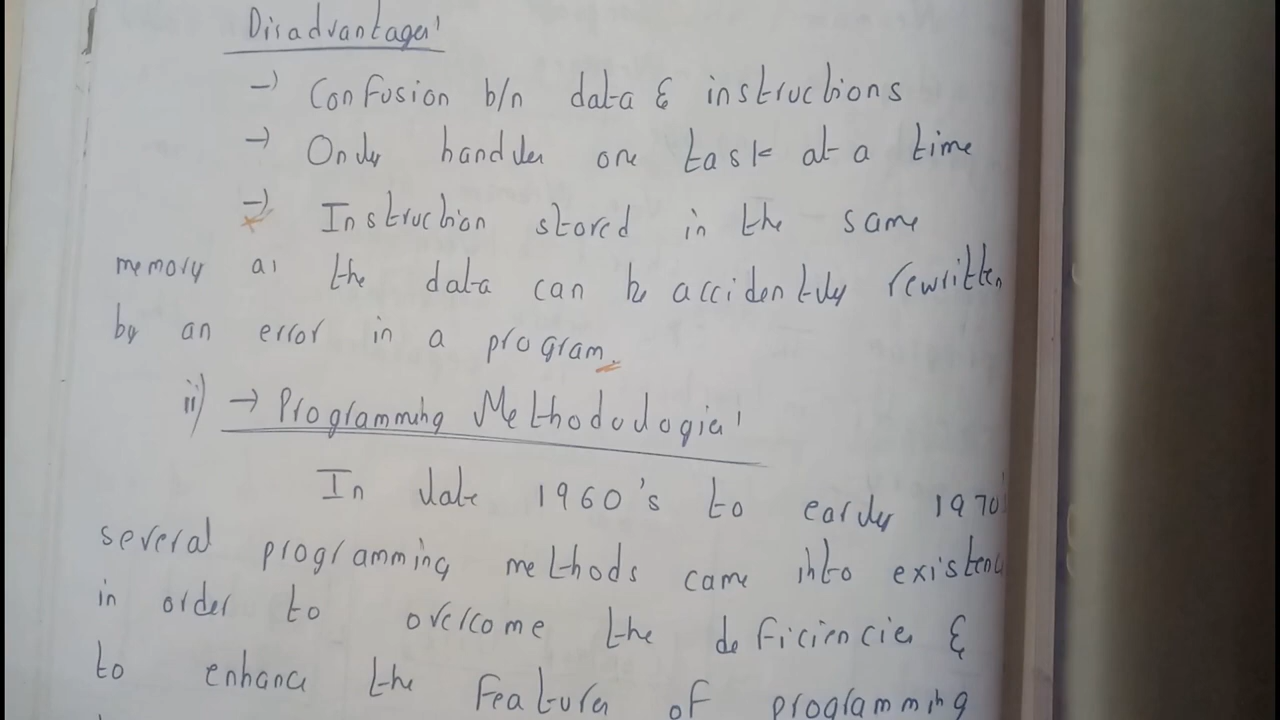 Disadvantages'
→ Confusion b/n data & instructions
→ Only handles one task at a time
→ Instruction stored in the same
memory as the data can be accidently rewritten
by an error in a program.
ii) → Programming Methodologies'
In late 1960's to early 1970's
several programming methods came into existence
in order to overcome the deficiencies &
to enhance the features of programming